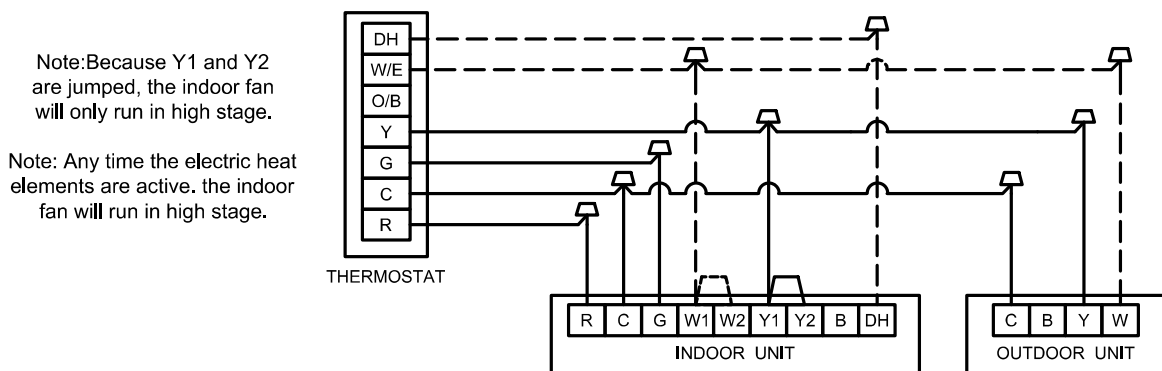 Note:Because Y1 and Y2
are jumped, the indoor fan
will only run in high stage.
Note: Any time the electric heat
elements are active. the indoor
fan will run in high stage.
DH
W/E
O/B
Y
G
C
R
THERMOSTAT
R C G W1 W2 Y1 Y2 B DH
INDOOR UNIT
C B Y W
OUTDOOR UNIT